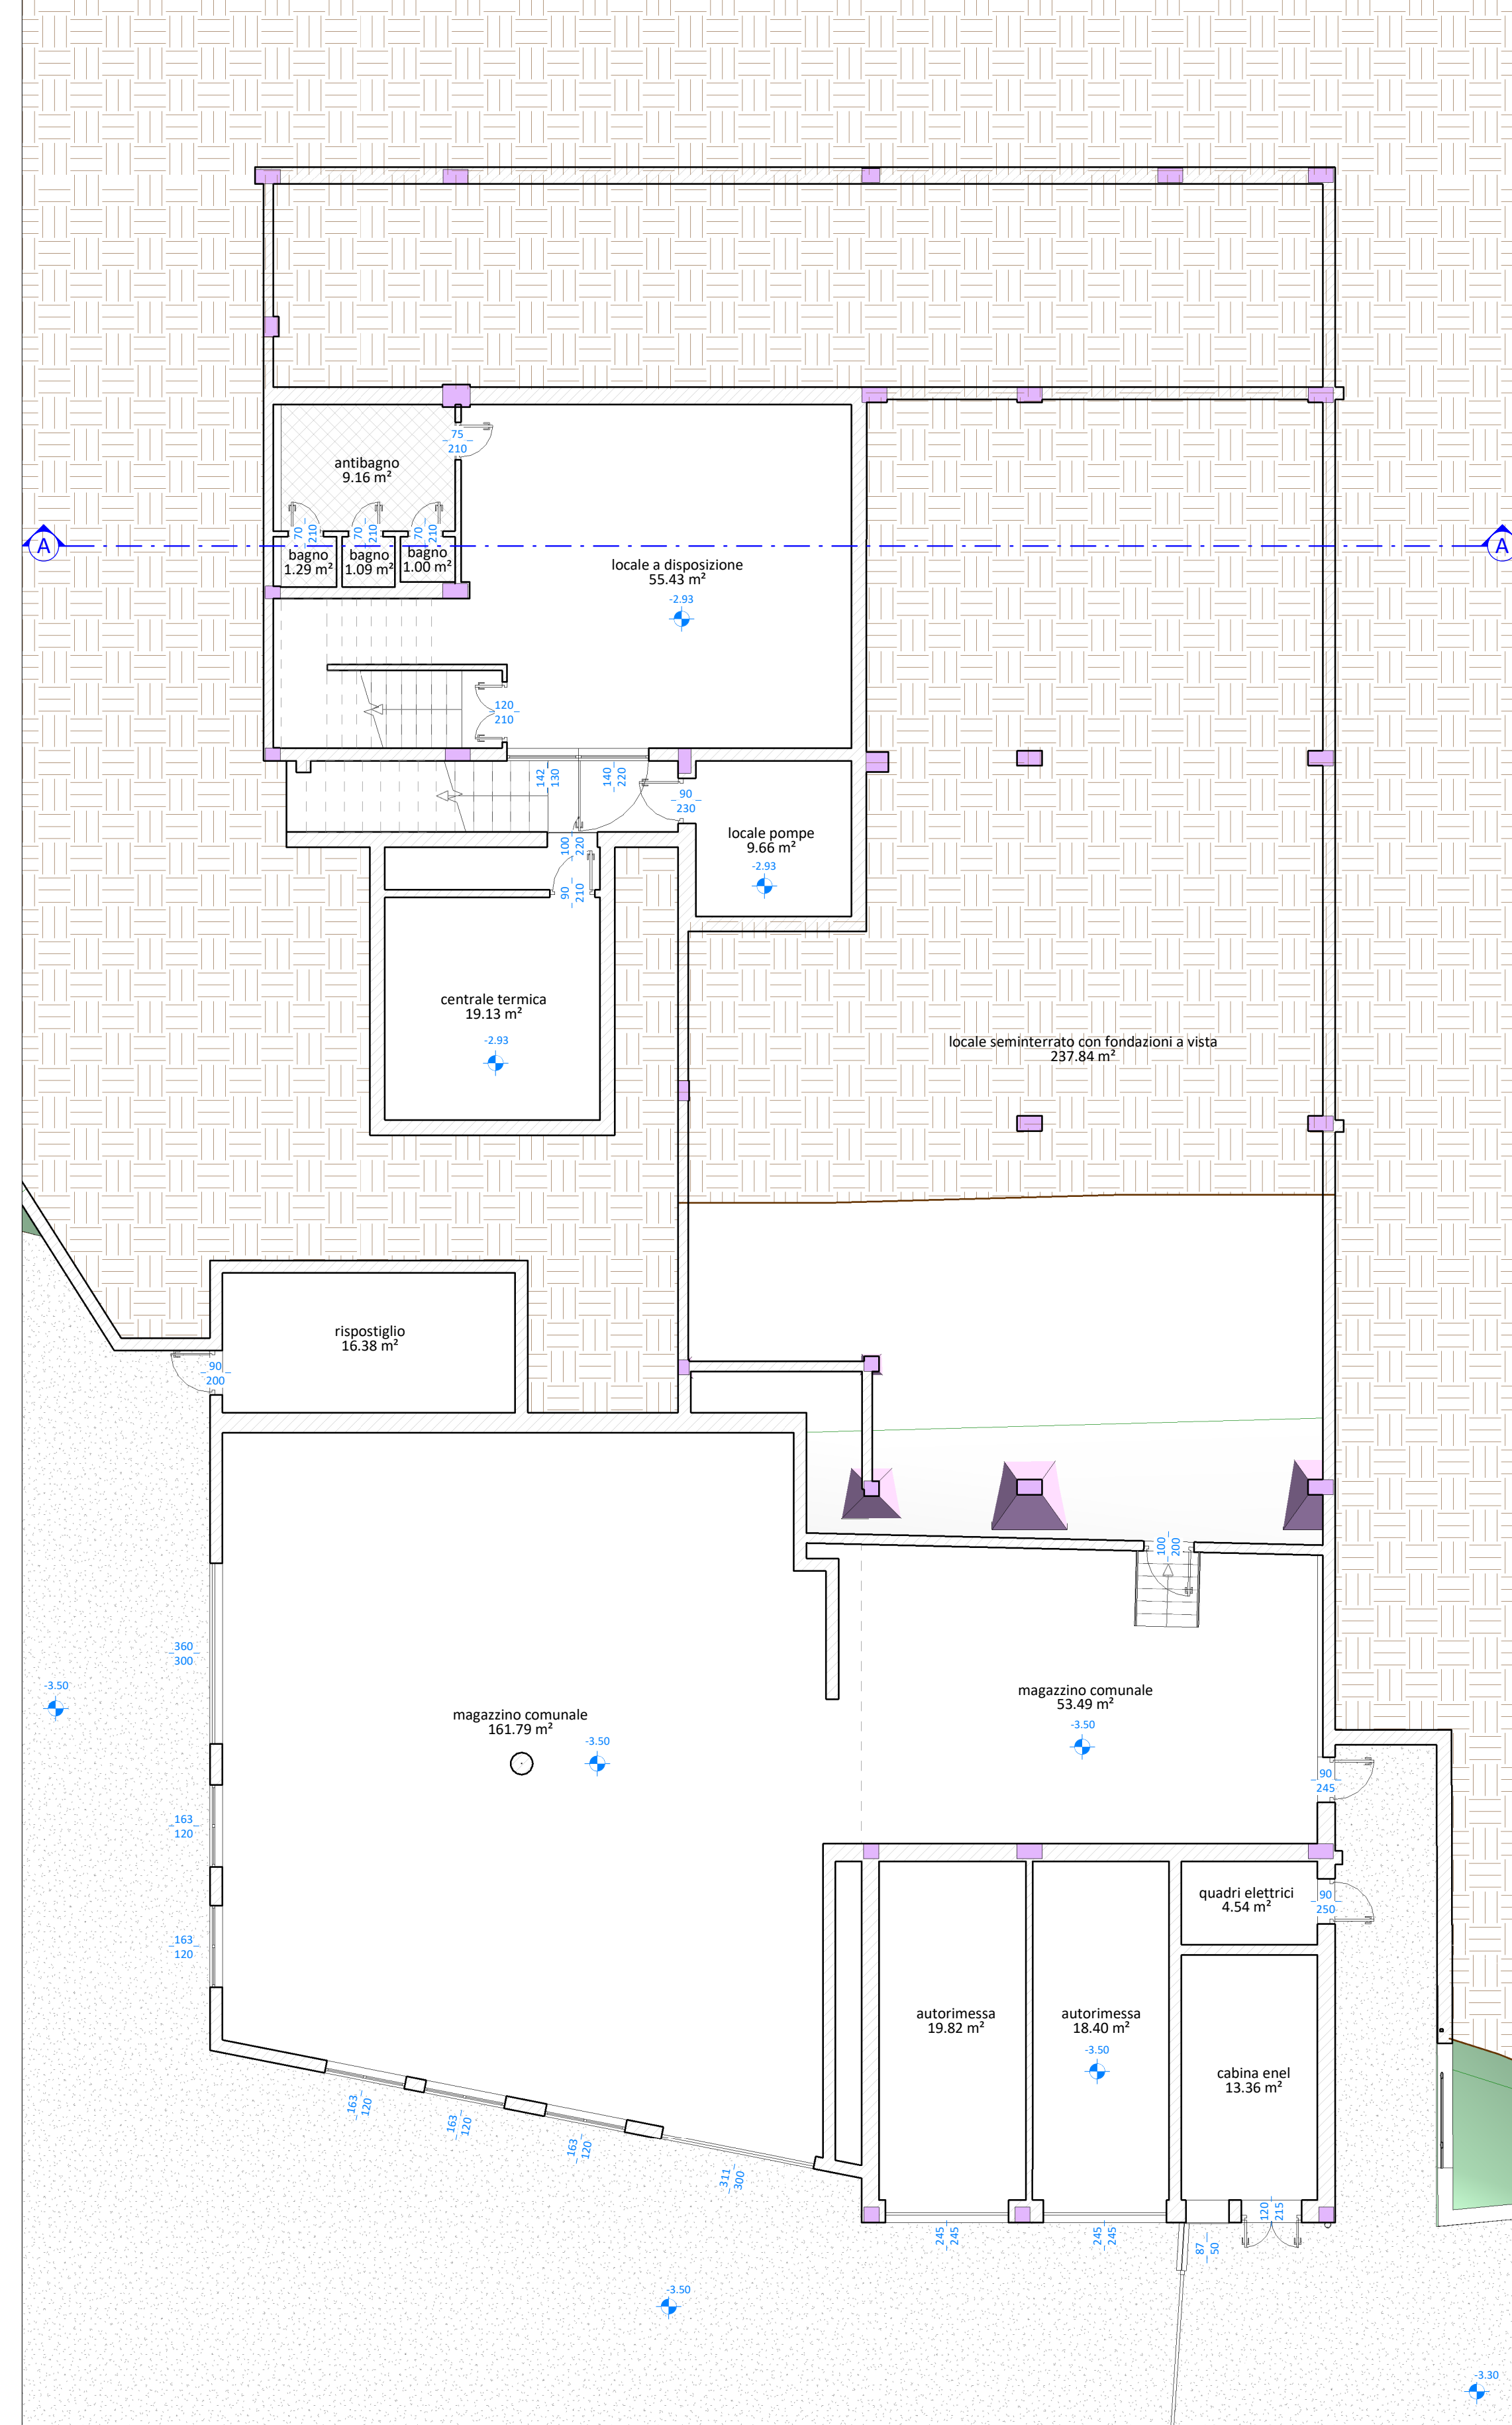 75
210
antibagno
9.16 m²
70
210
70
210
70
210
A
A
bagno
1.29 m²
bagno
1.09 m²
bagno
1.00 m²
locale a disposizione
55.43 m²
-2.93
120
210
142
130
140
220
90
230
locale pompe
9.66 m²
-2.93
100
220
90
210
centrale termica
19.13 m²
-2.93
locale seminterrato con fondazioni a vista
237.84 m²
rispostiglio
16.38 m²
90
200
100
200
360
300
-3.50
magazzino comunale
161.79 m²
-3.50
magazzino comunale
53.49 m²
-3.50
90
245
163
120
quadri elettrici
4.54 m²
90
250
163
120
autorimessa
19.82 m²
autorimessa
18.40 m²
-3.50
cabina enel
13.36 m²
163
120
163
120
163
120
311
300
245
245
245
245
87
50
120
215
-3.50
-3.30